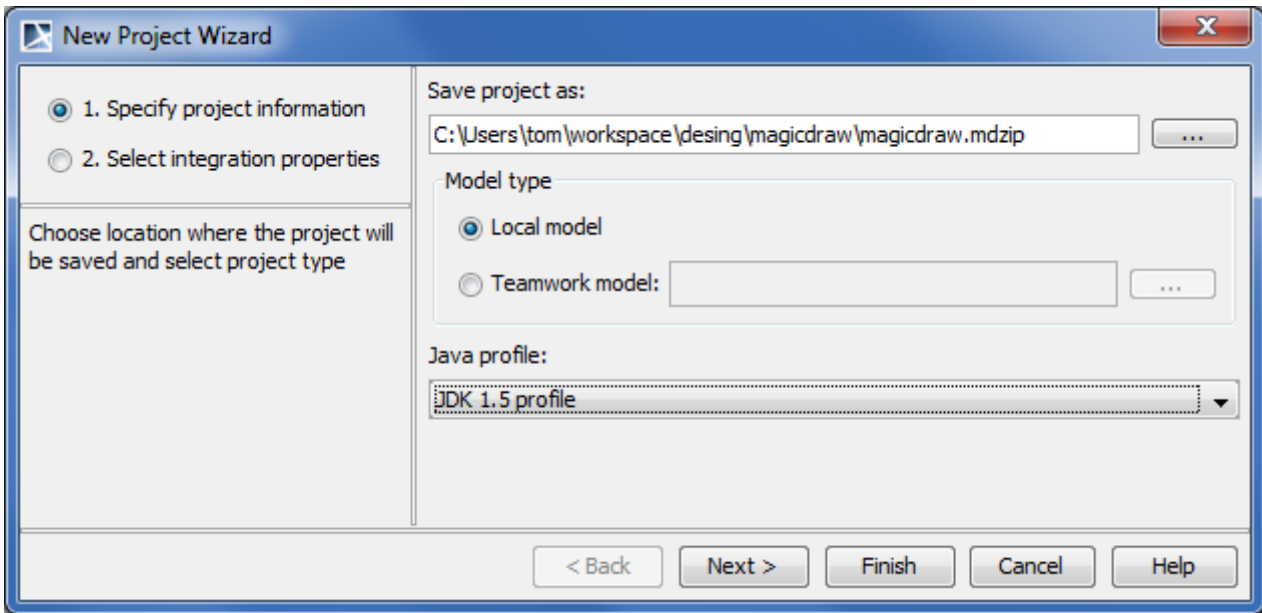 New Project Wizard
1. Specify project information
2. Select integration properties
Choose location where the project will
be saved and select project type
Save project as:
C:\Users\tom\workspace\desing\magicdraw\magicdraw.mdzip
...
Model type
Local model
Teamwork model:
...
Java profile:
JDK 1.5 profile
< Back
Next >
Finish
Cancel
Help